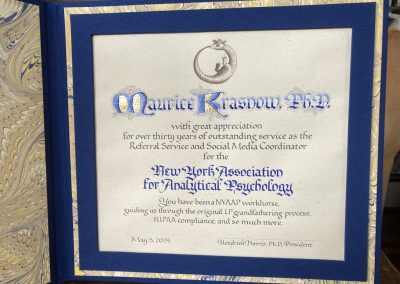 Maurice Krasnow, Ph.D.
with great appreciation
for over thirty years of outstanding service as the
Referral Service and Social Media Coordinator
for the
New York Association
for Analytical Psychology
You have been a NYAAP workhorse,
guiding us through the original LP grandfathering process,
HIPAA compliance, and so much more.
May 5, 2024
Morris, Ph.D, President